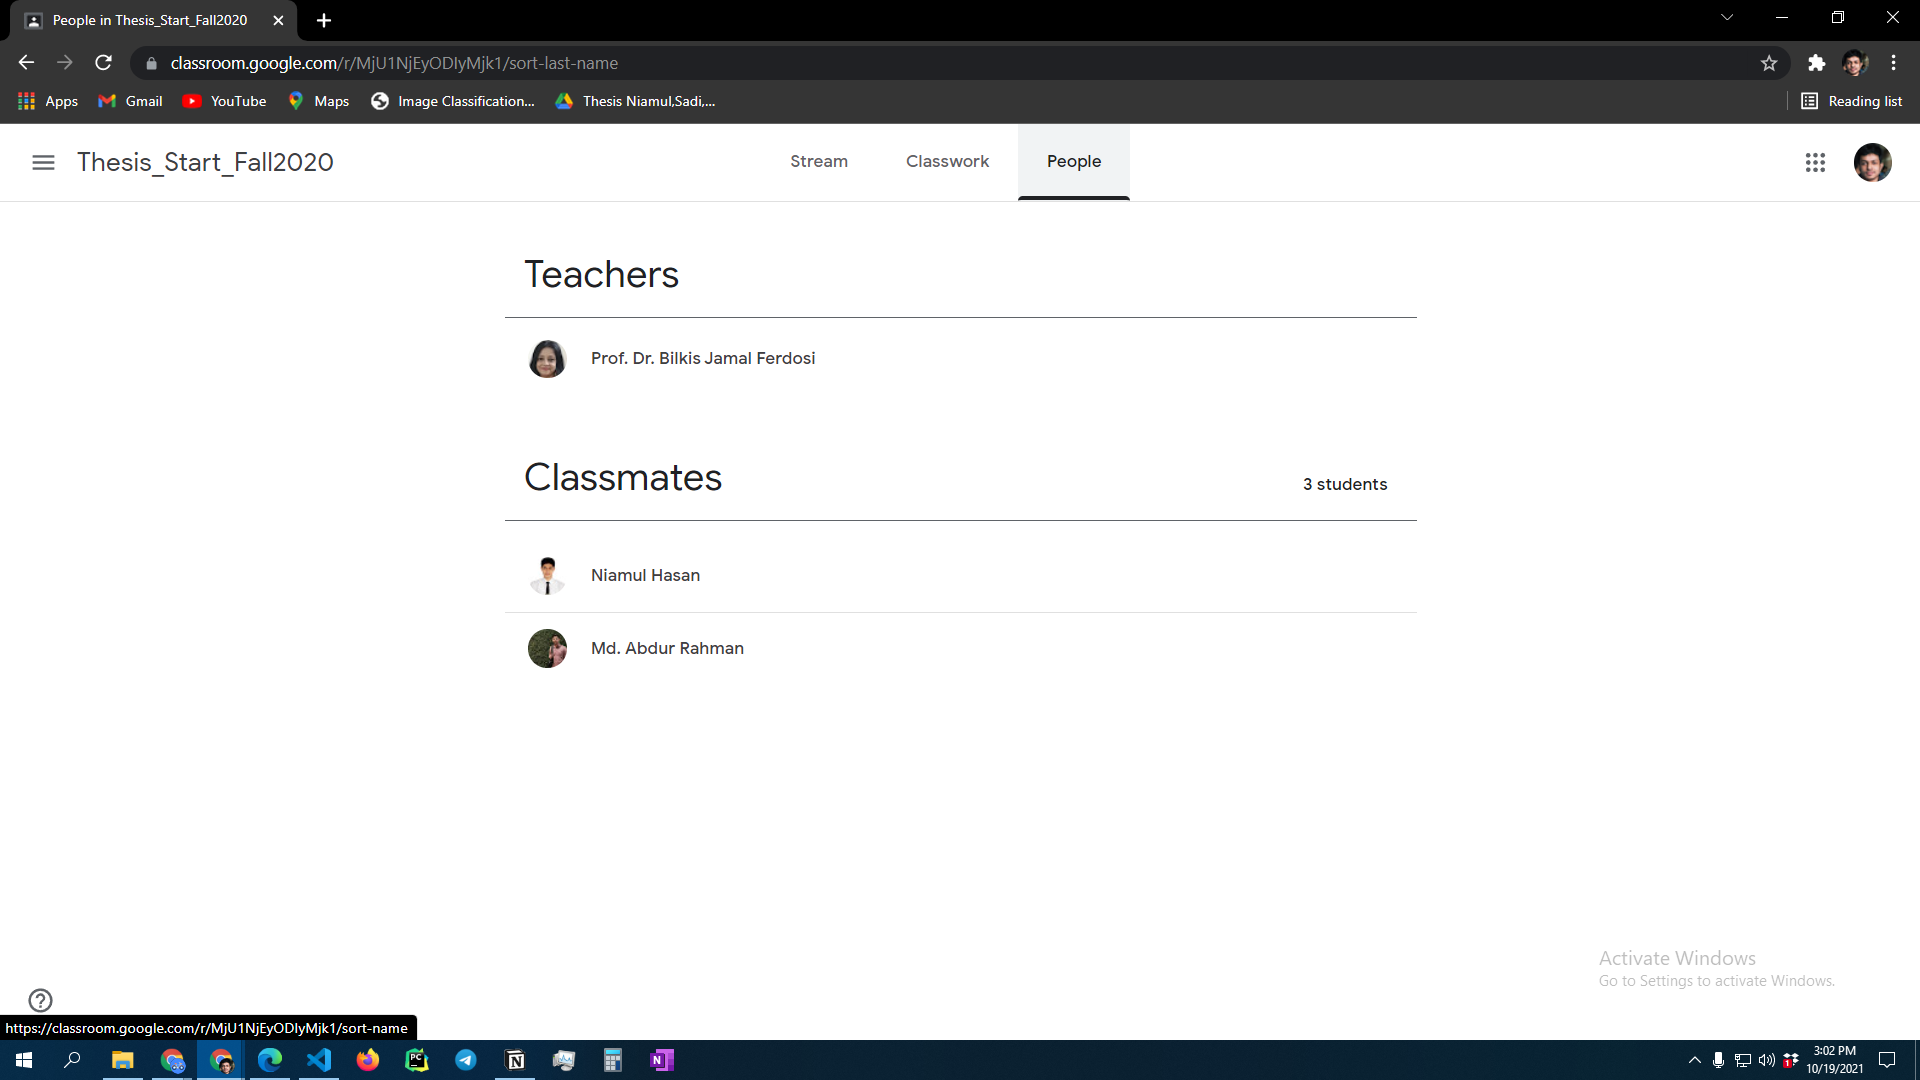 People in Thesis_Start_Fall2020
classroom.google.com/r/MjU1NjEyODIyMjk1/sort-last-name
Apps Gmail YouTube Maps Image Classification... Thesis Niamul,Sadi,... Reading list
Thesis_Start_Fall2020 Stream Classwork People
Teachers
Prof. Dr. Bilkis Jamal Ferdosi
Classmates 3 students
Niamul Hasan
Md. Abdur Rahman
Activate Windows
Go to Settings to activate Windows.
https://classroom.google.com/r/MjU1NjEyODIyMjk1/sort-name
3:02 PM
10/19/2021